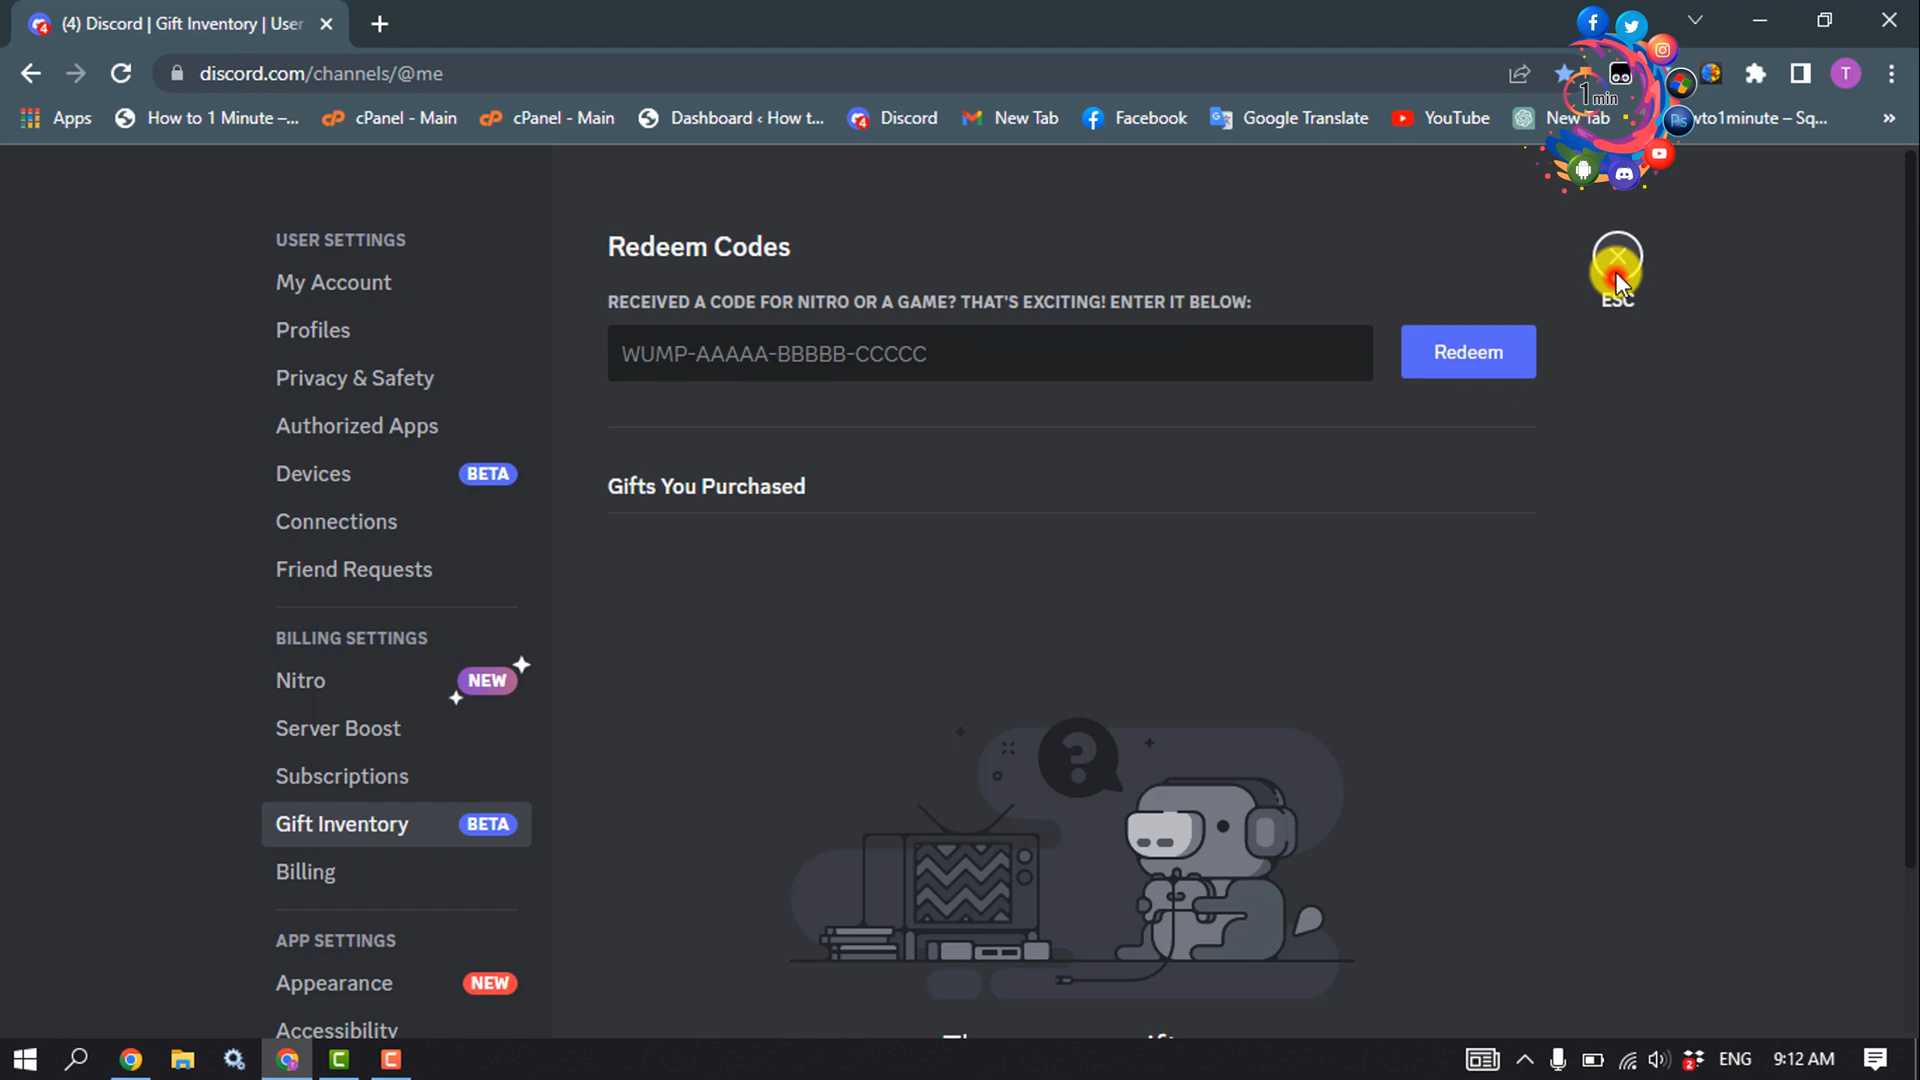 (4) Discord | Gift Inventory | User
discord.com/channels/@me
T
1 min
Apps
How to 1 Minute –...
cPanel - Main
cPanel - Main
Dashboard ‹ How t...
Discord
New Tab
Facebook
Google Translate
YouTube
New Tab
wto1minute – Sq...
»
Ps
USER SETTINGS
My Account
Profiles
Privacy & Safety
Authorized Apps
Devices BETA
Connections
Friend Requests
BILLING SETTINGS
Nitro NEW
Server Boost
Subscriptions
Gift Inventory BETA
Billing
APP SETTINGS
Appearance NEW
Accessibility
Redeem Codes
ESC
RECEIVED A CODE FOR NITRO OR A GAME? THAT'S EXCITING! ENTER IT BELOW:
WUMP-AAAAA-BBBBB-CCCCC
Redeem
Gifts You Purchased
?
ENG
9:12 AM